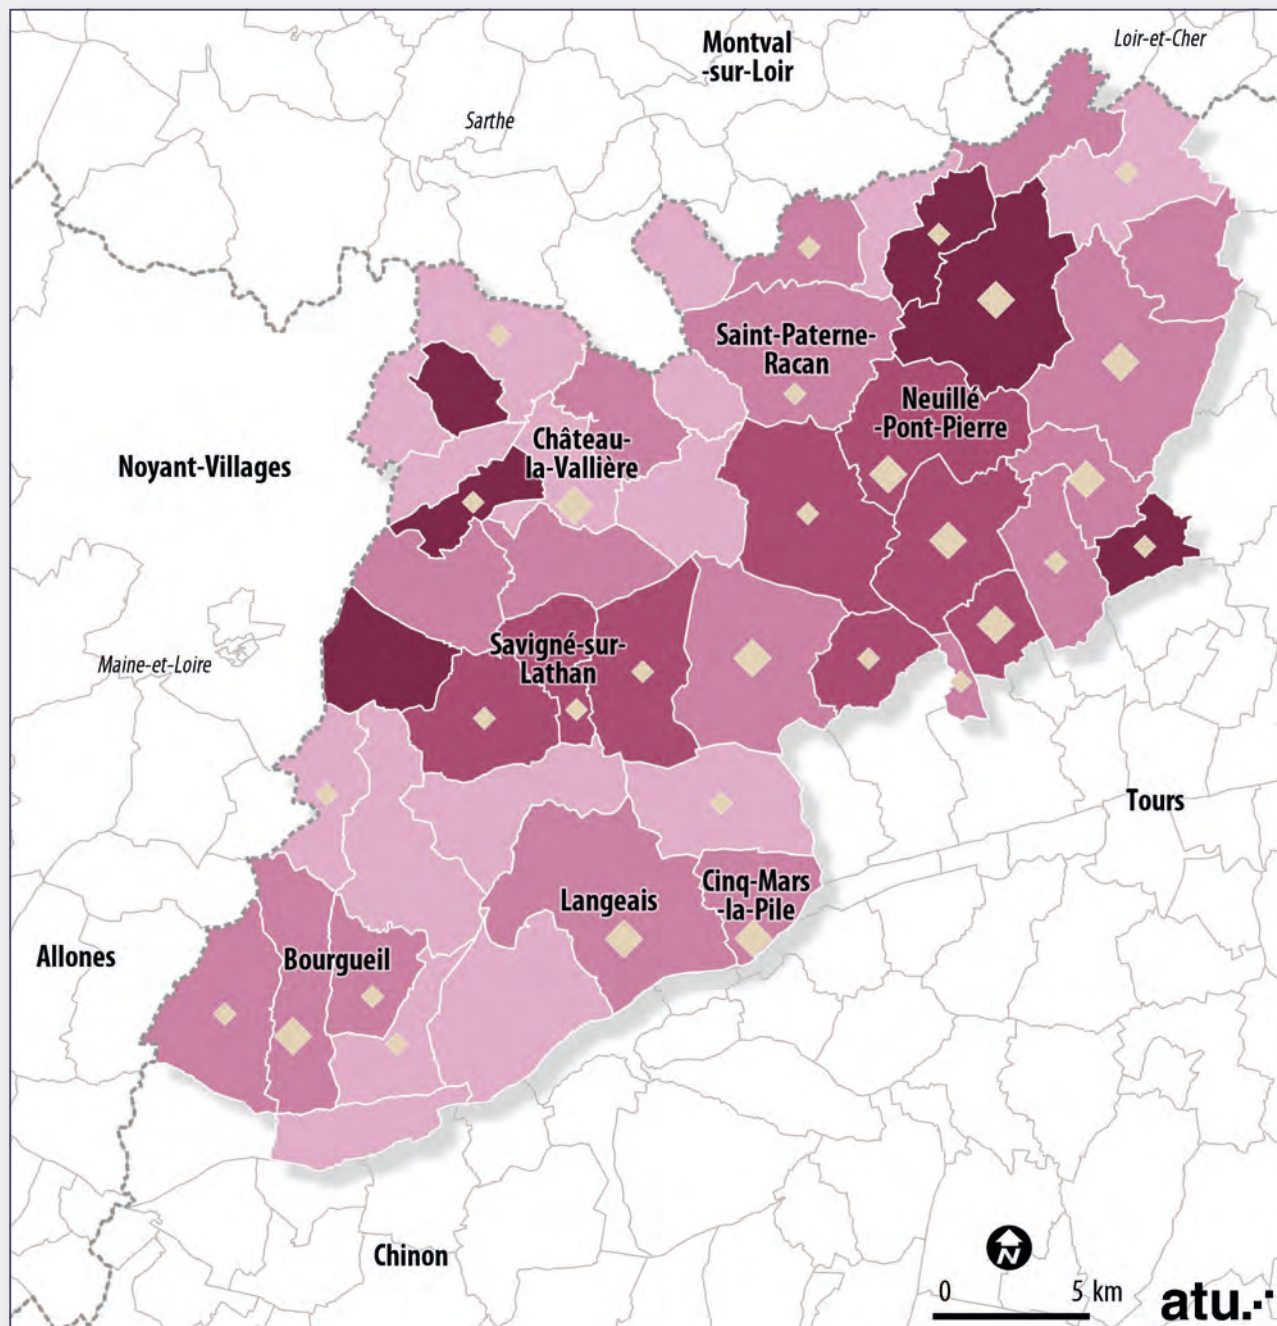 Montval
-sur-Loir
Loir-et-Cher
Sarthe
Saint-Paterne-
Racan
Neuillé
-Pont-Pierre
Château-
la-Vallière
Noyant-Villages
Savigné-sur-
Lathan
Maine-et-Loire
Tours
Cinq-Mars
-la-Pile
Langeais
Allones
Bourgueil
Chinon
N
0 5 km
atu.